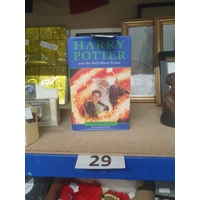 HARRY
POTTER
and the Half-Blood Prince
29